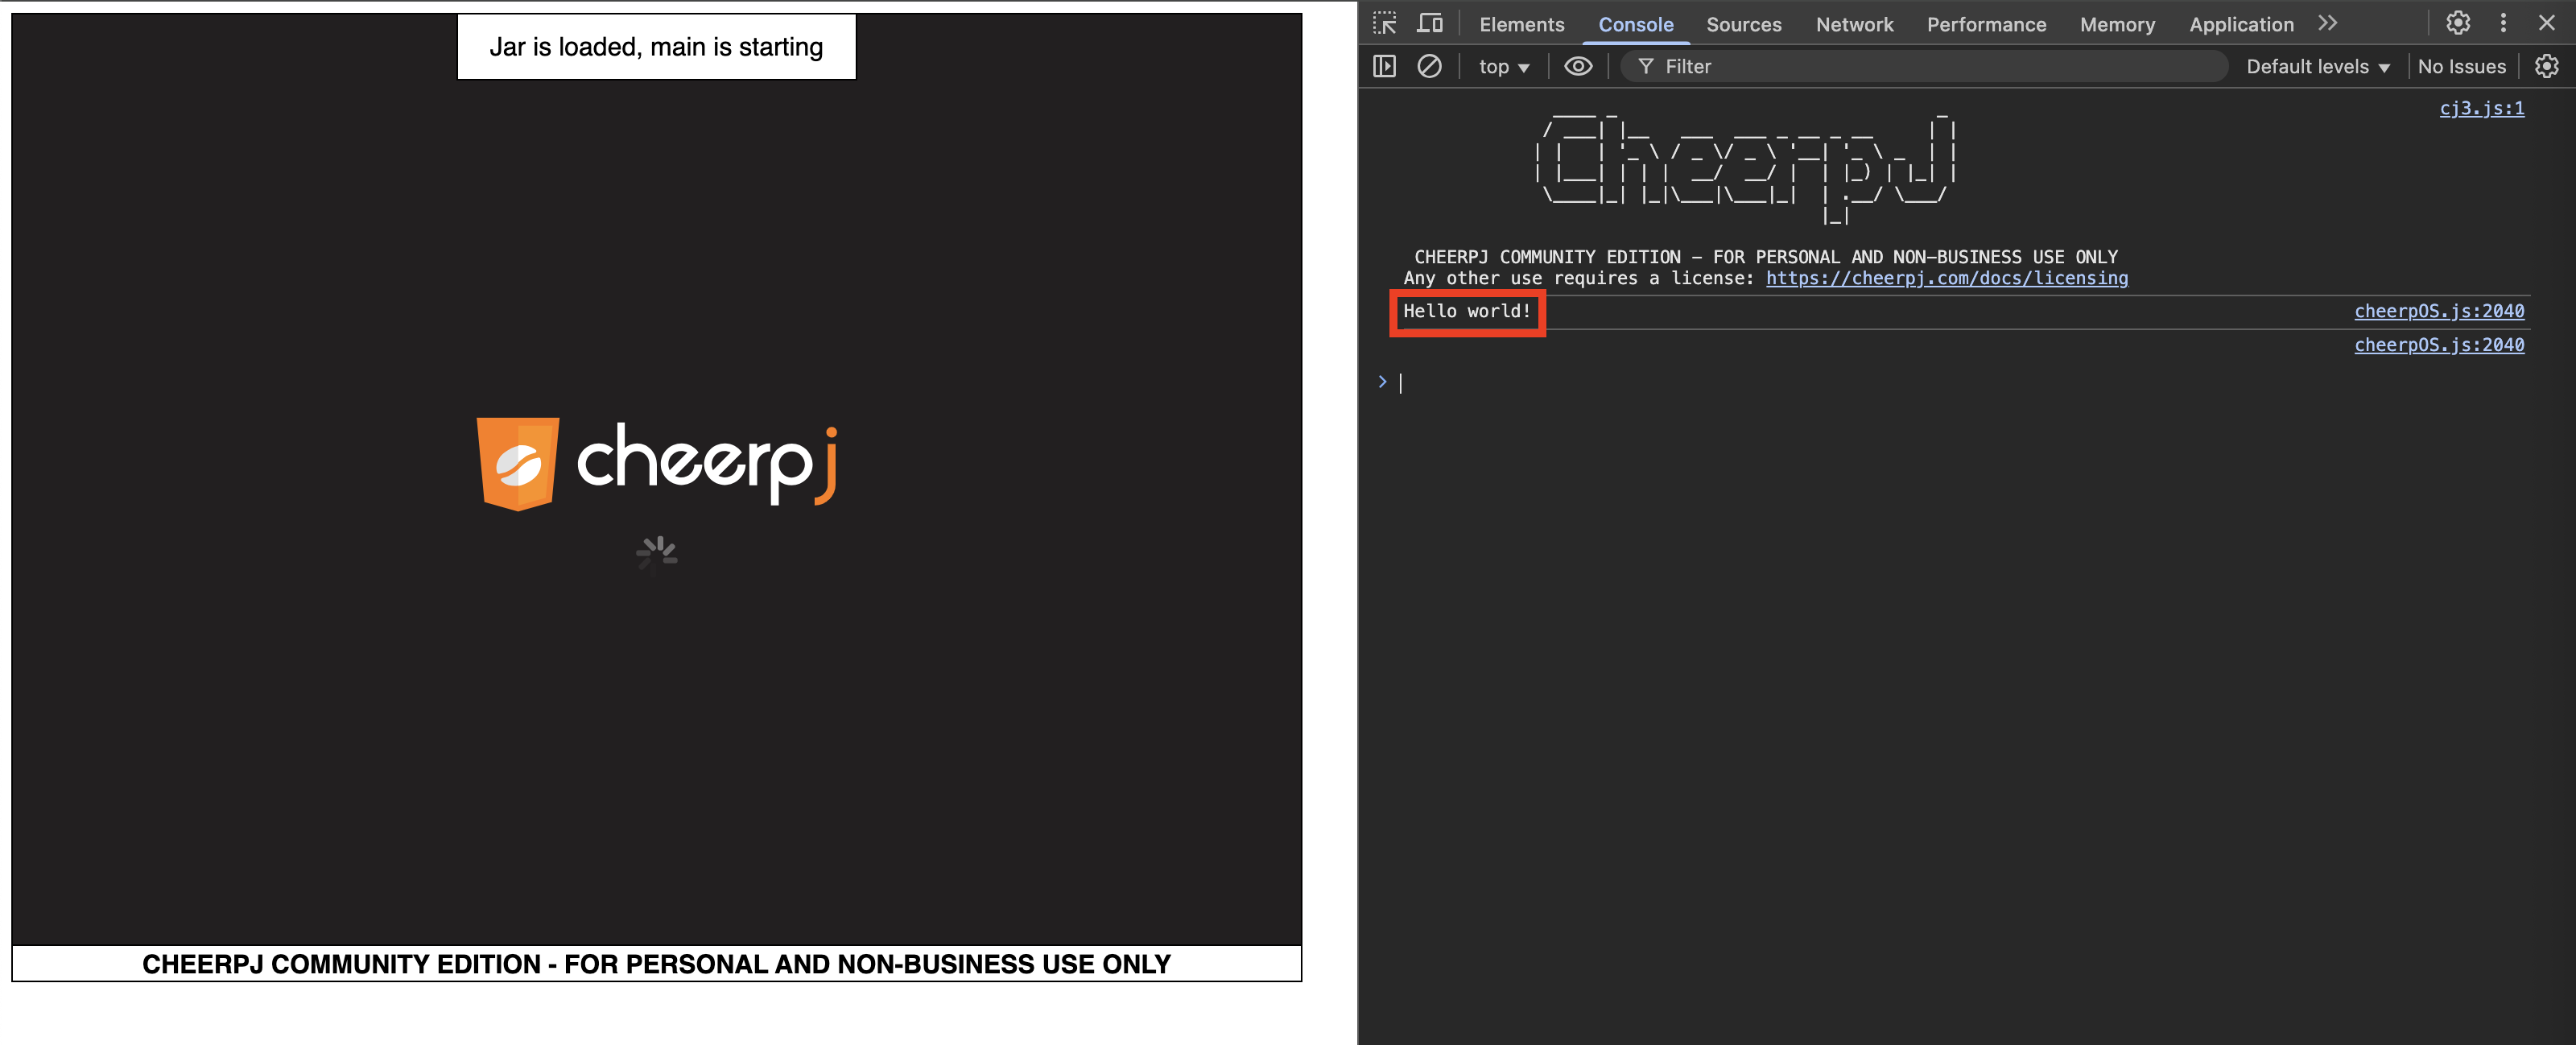 Jar is loaded, main is starting
cheerpj
CHEERPJ COMMUNITY EDITION - FOR PERSONAL AND NON-BUSINESS USE ONLY
Elements Console Sources Network Performance Memory Application
top Filter Default levels No Issues
CheerpJ cj3.js:1
CHEERPJ COMMUNITY EDITION - FOR PERSONAL AND NON-BUSINESS USE ONLY
Any other use requires a license: https://cheerpj.com/docs/licensing
Hello world! cheerpOS.js:2040
cheerpOS.js:2040